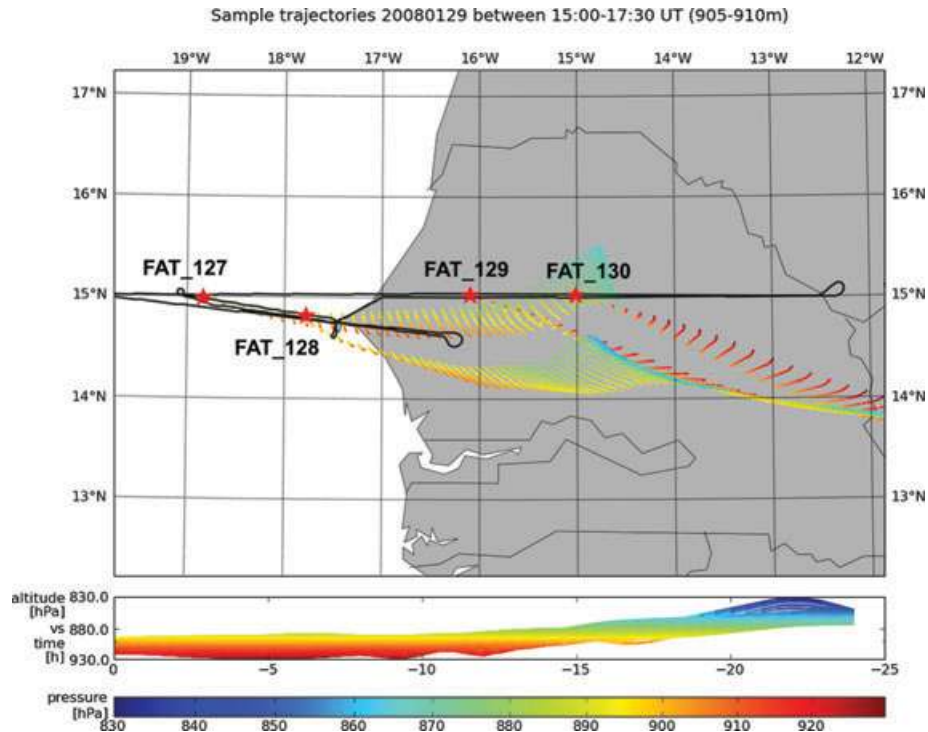 Sample trajectories 20080129 between 15:00-17:30 UT (905-910m)
19°W 18°W 17°W 16°W 15°W 14°W 13°W 12°W 11°W
17°N 17°N
16°N 16°N
FAT_127 FAT_129 FAT_130
15°N 15°N
FAT_128
14°N 14°N
13°N 13°N
altitude 830.0
[hPa]
vs 880.0
time
[h] 930.0
0 −5 −10 −15 −20 −25
pressure
[hPa]
830 840 850 860 870 880 890 900 910 920